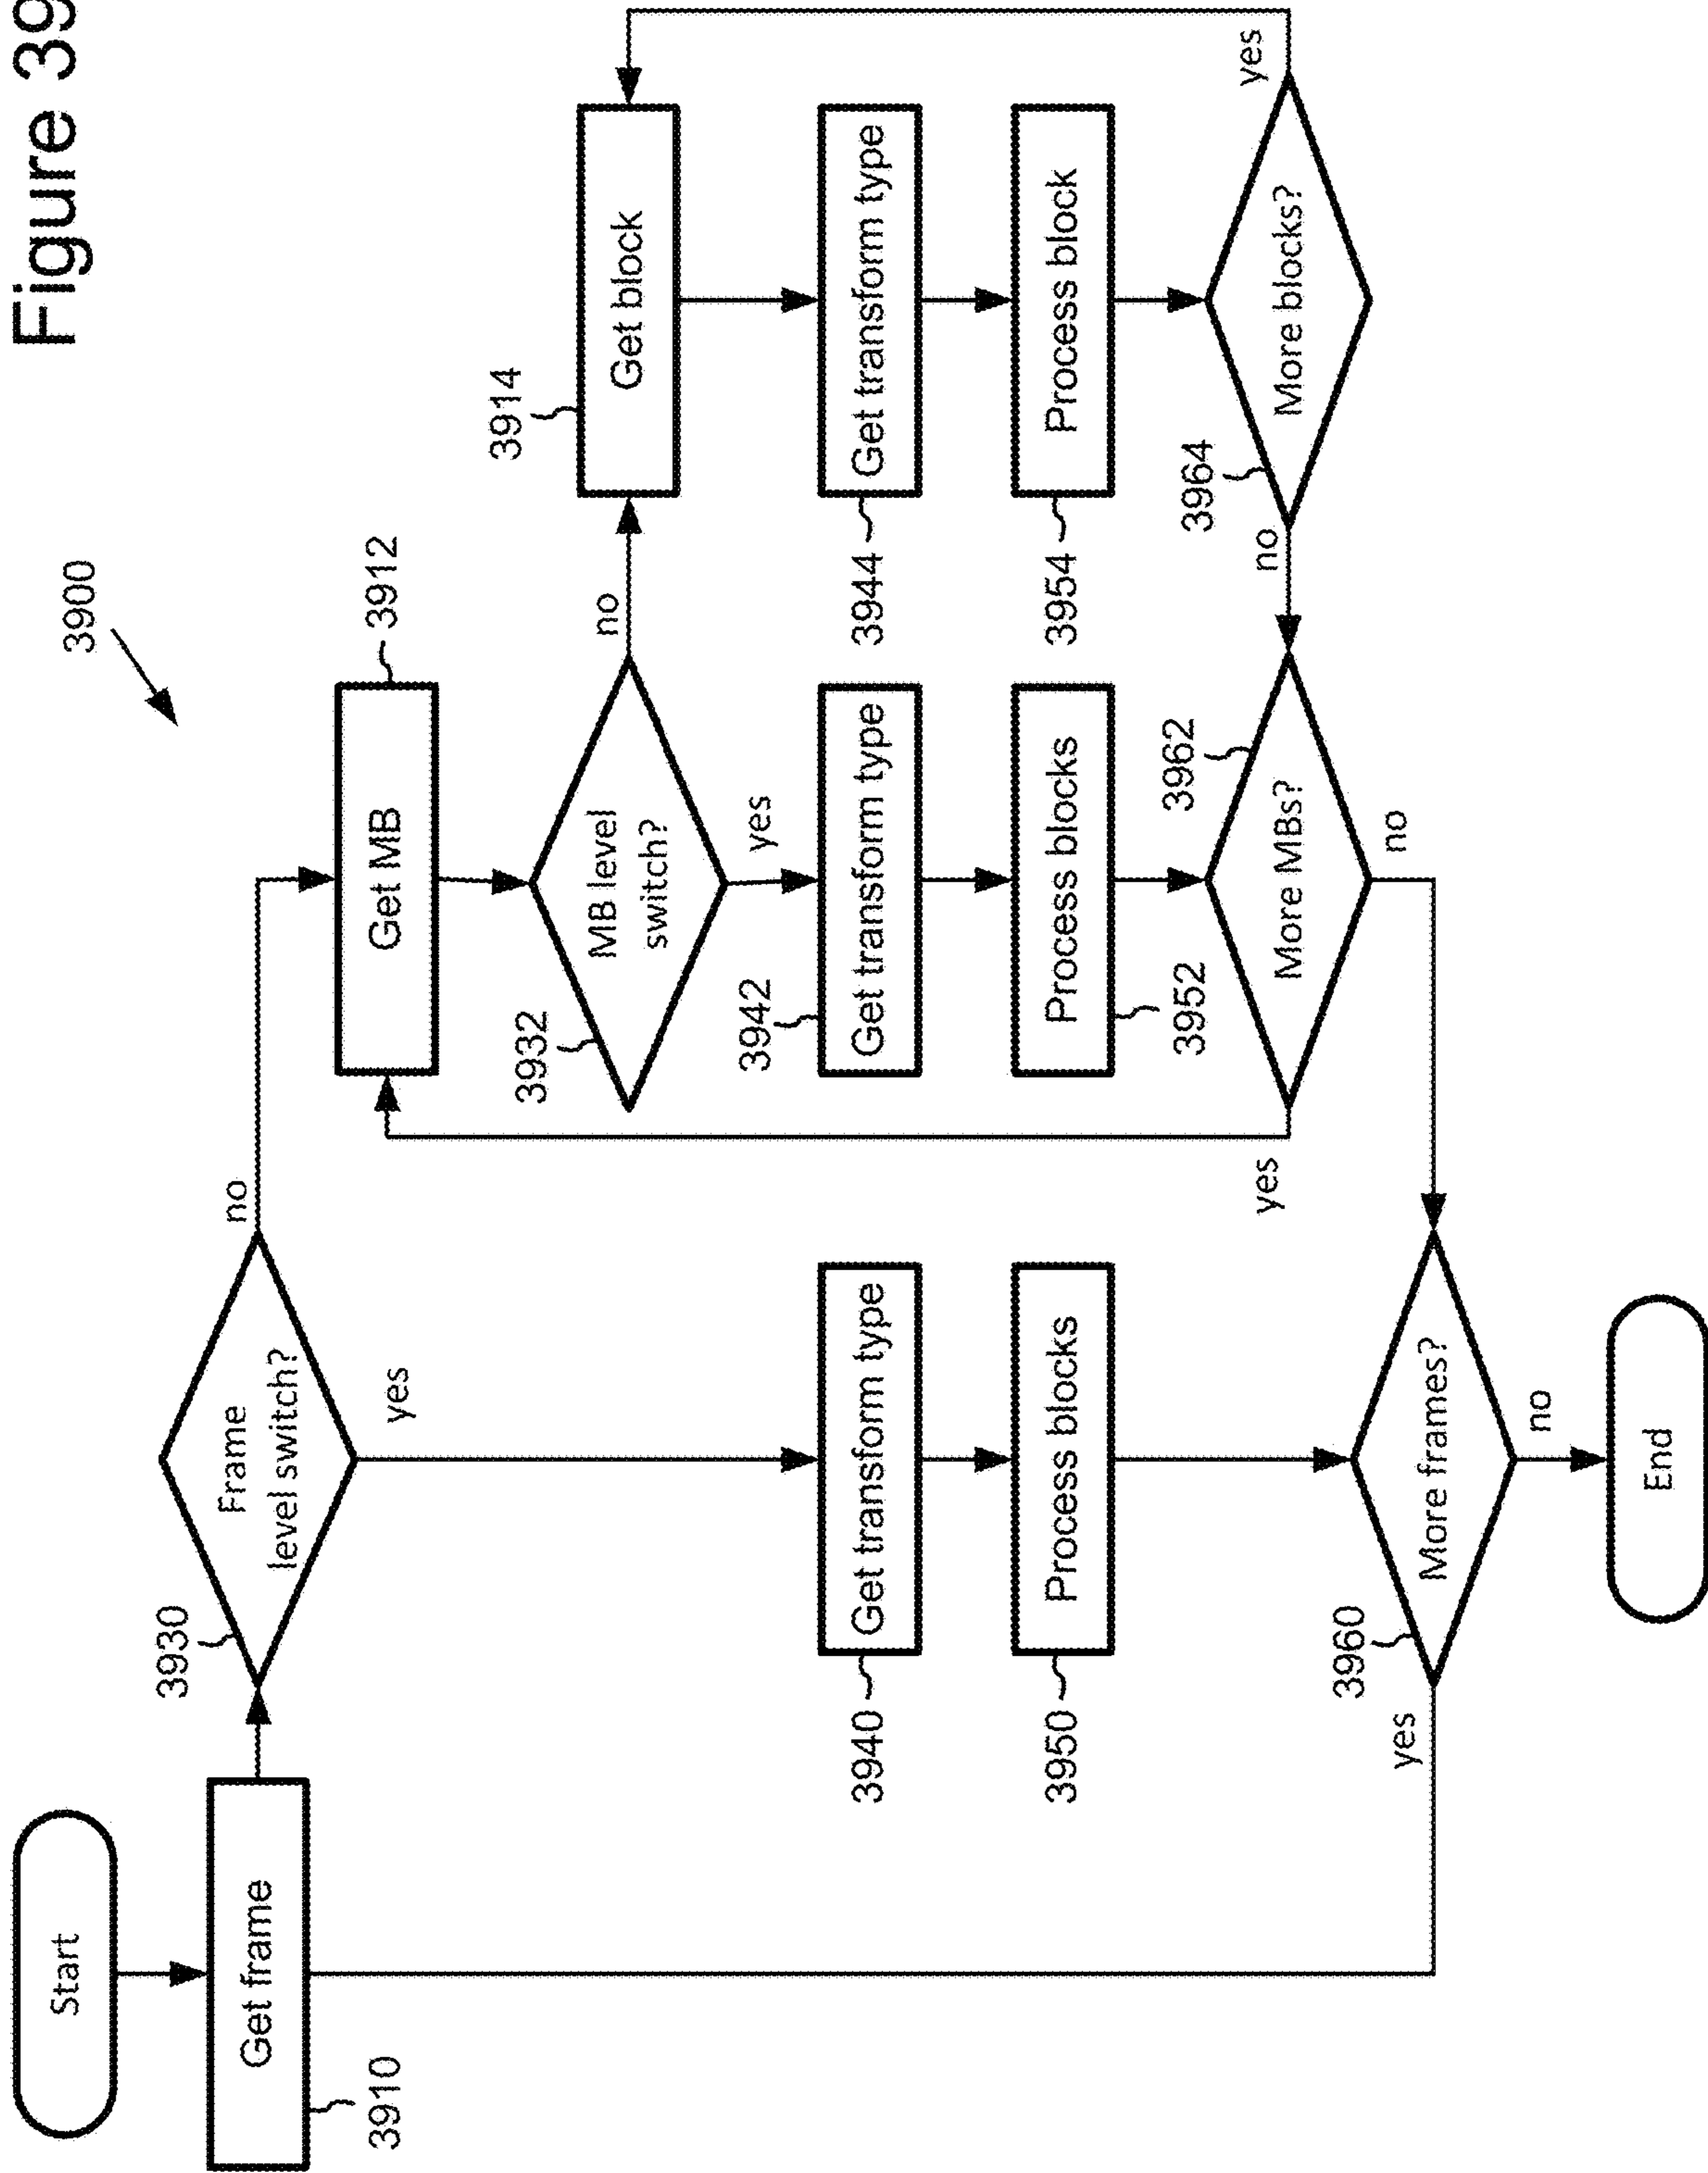 Figure 39
3900
Start
Get frame
3910
3930
Frame
level switch?
no
yes
Get MB
3912
3932
MB level
switch?
no
yes
3914
Get block
3940
Get transform type
3942
Get transform type
3944
Get transform type
3950
Process blocks
3952
Process blocks
3954
Process block
3960
More frames?
yes
no
3962
More MBs?
yes
no
3964
More blocks?
no
yes
End